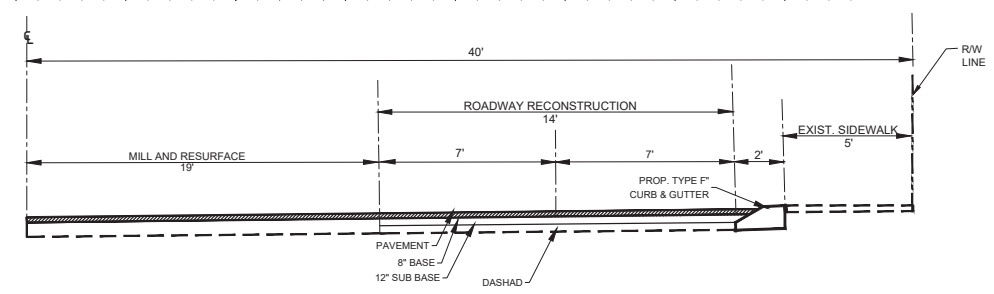 ℄
40'
R/W
LINE
ROADWAY RECONSTRUCTION
14'
EXIST. SIDEWALK
5'
MILL AND RESURFACE
19'
7'
7'
2'
PROP. TYPE F"
CURB & GUTTER
PAVEMENT
8" BASE
12" SUB BASE
DASHAD